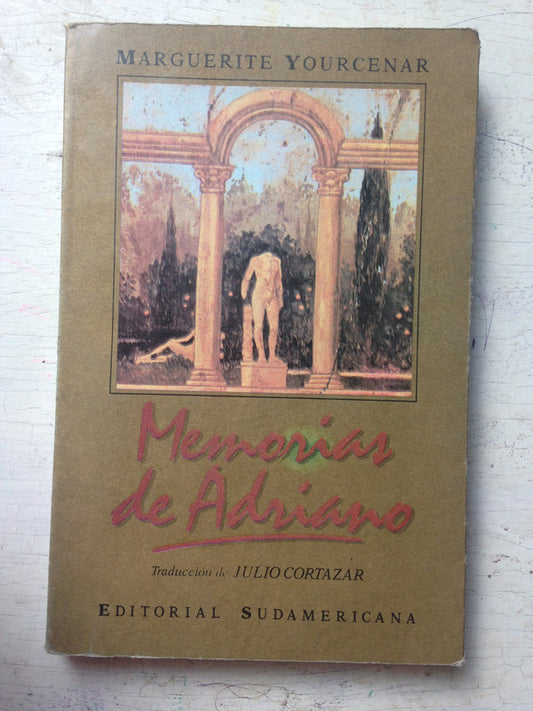 MARGUERITE YOURCENAR
Memorias
de Adriano
Traducción de JULIO CORTAZAR
EDITORIAL SUDAMERICANA